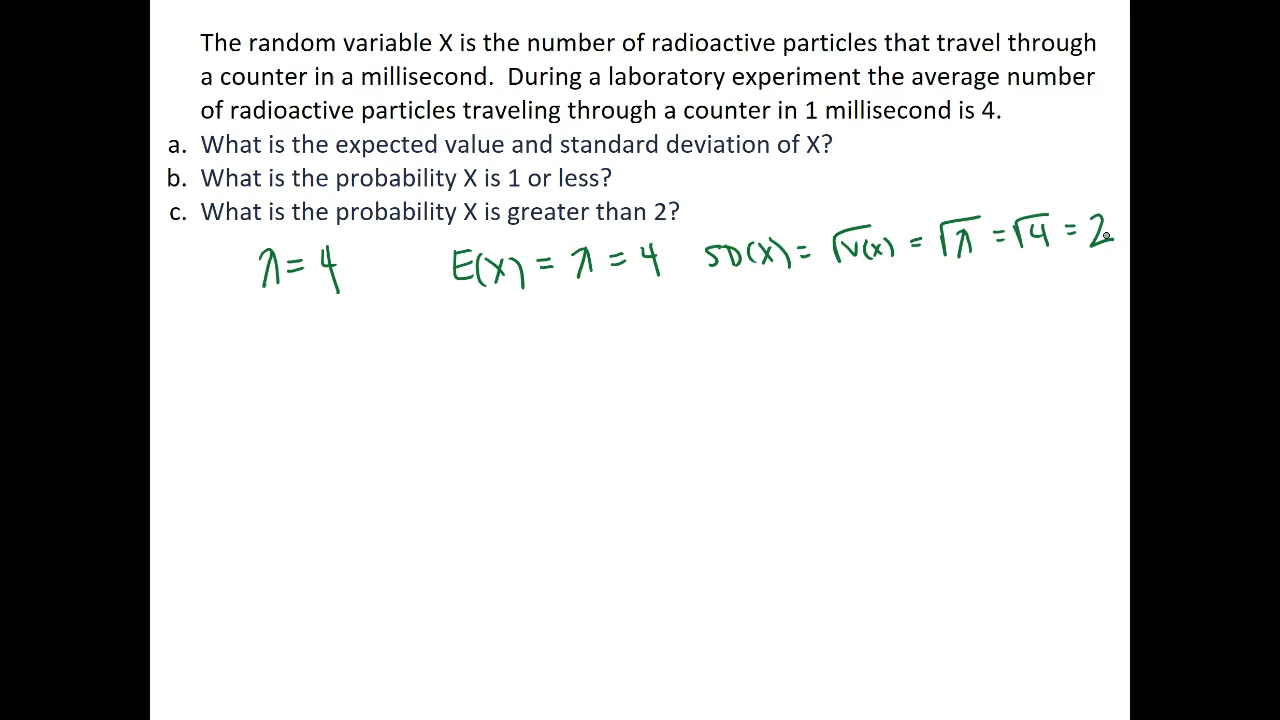 The random variable X is the number of radioactive particles that travel through
a counter in a millisecond. During a laboratory experiment the average number
of radioactive particles traveling through a counter in 1 millisecond is 4.
a. What is the expected value and standard deviation of X?
b. What is the probability X is 1 or less?
c. What is the probability X is greater than 2?
λ = 4 E(X) = λ = 4 SD(X) = √V(X) = √λ = √4 = 2